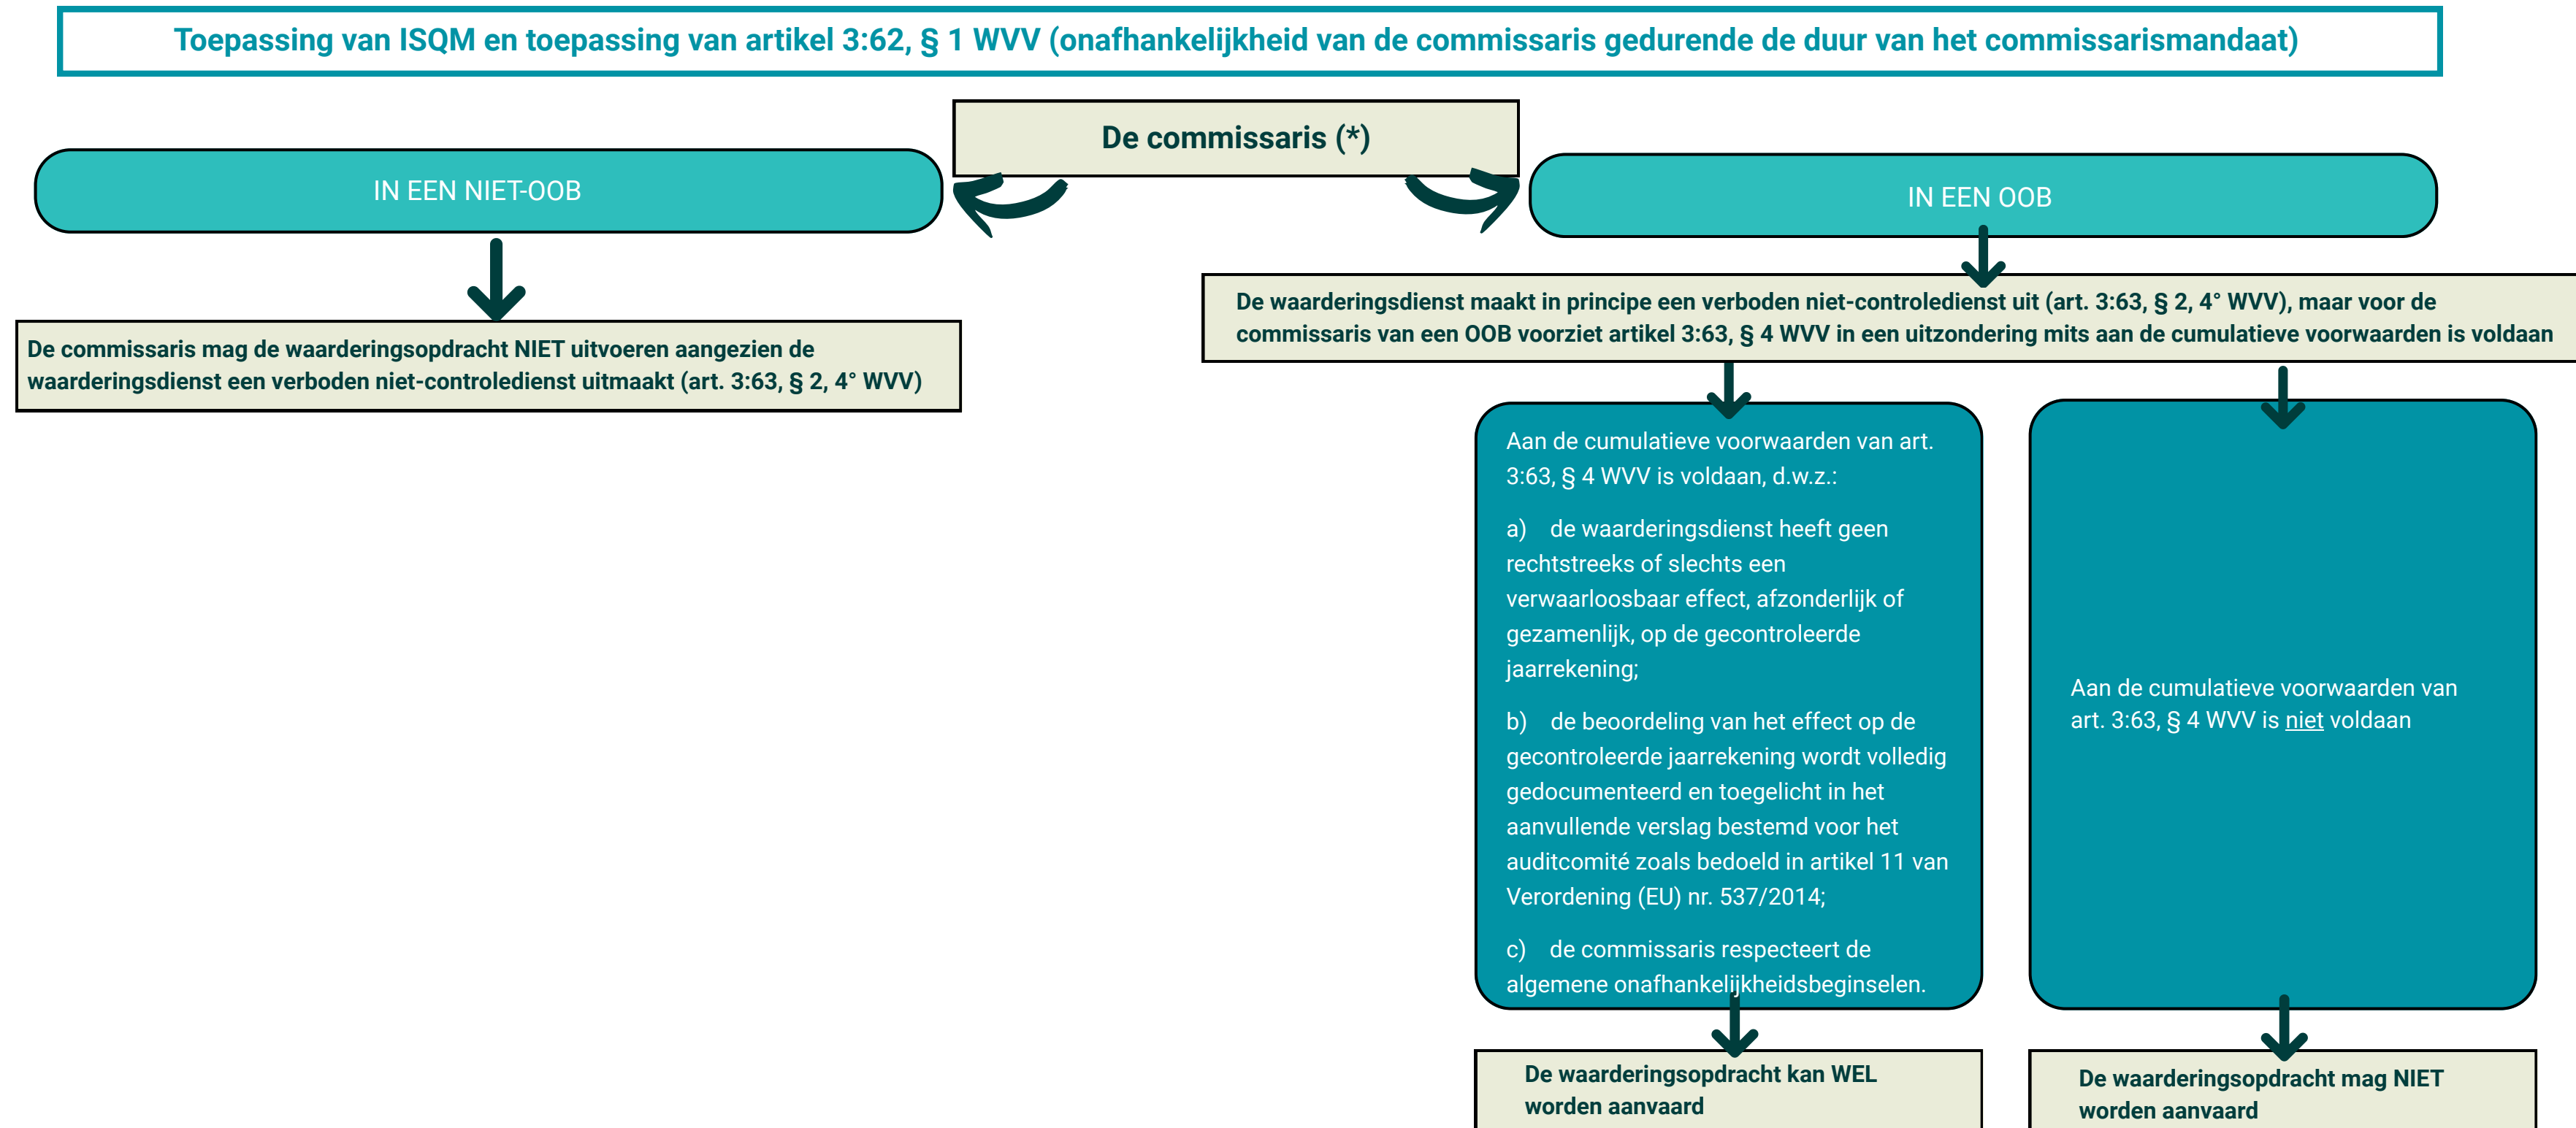 Toepassing van ISQM en toepassing van artikel 3:62, § 1 WVV (onafhankelijkheid van de commissaris gedurende de duur van het commissarismandaat)
De commissaris (*)
IN EEN NIET-OOB
De commissaris mag de waarderingsopdracht NIET uitvoeren aangezien de
waarderingsdienst een verboden niet-controledienst uitmaakt (art. 3:63, § 2, 4° WVV)
IN EEN OOB
De waarderingsdienst maakt in principe een verboden niet-controledienst uit (art. 3:63, § 2, 4° WVV), maar voor de
commissaris van een OOB voorziet artikel 3:63, § 4 WVV in een uitzondering mits aan de cumulatieve voorwaarden is voldaan
Aan de cumulatieve voorwaarden van art.
3:63, § 4 WVV is voldaan, d.w.z.:
a) de waarderingsdienst heeft geen
rechtstreeks of slechts een
verwaarloosbaar effect, afzonderlijk of
gezamenlijk, op de gecontroleerde
jaarrekening;
b) de beoordeling van het effect op de
gecontroleerde jaarrekening wordt volledig
gedocumenteerd en toegelicht in het
aanvullende verslag bestemd voor het
auditcomité zoals bedoeld in artikel 11 van
Verordening (EU) nr. 537/2014;
c) de commissaris respecteert de
algemene onafhankelijkheidsbeginselen.
De waarderingsopdracht kan WEL
worden aanvaard
Aan de cumulatieve voorwaarden van
art. 3:63, § 4 WVV is niet voldaan
De waarderingsopdracht mag NIET
worden aanvaard